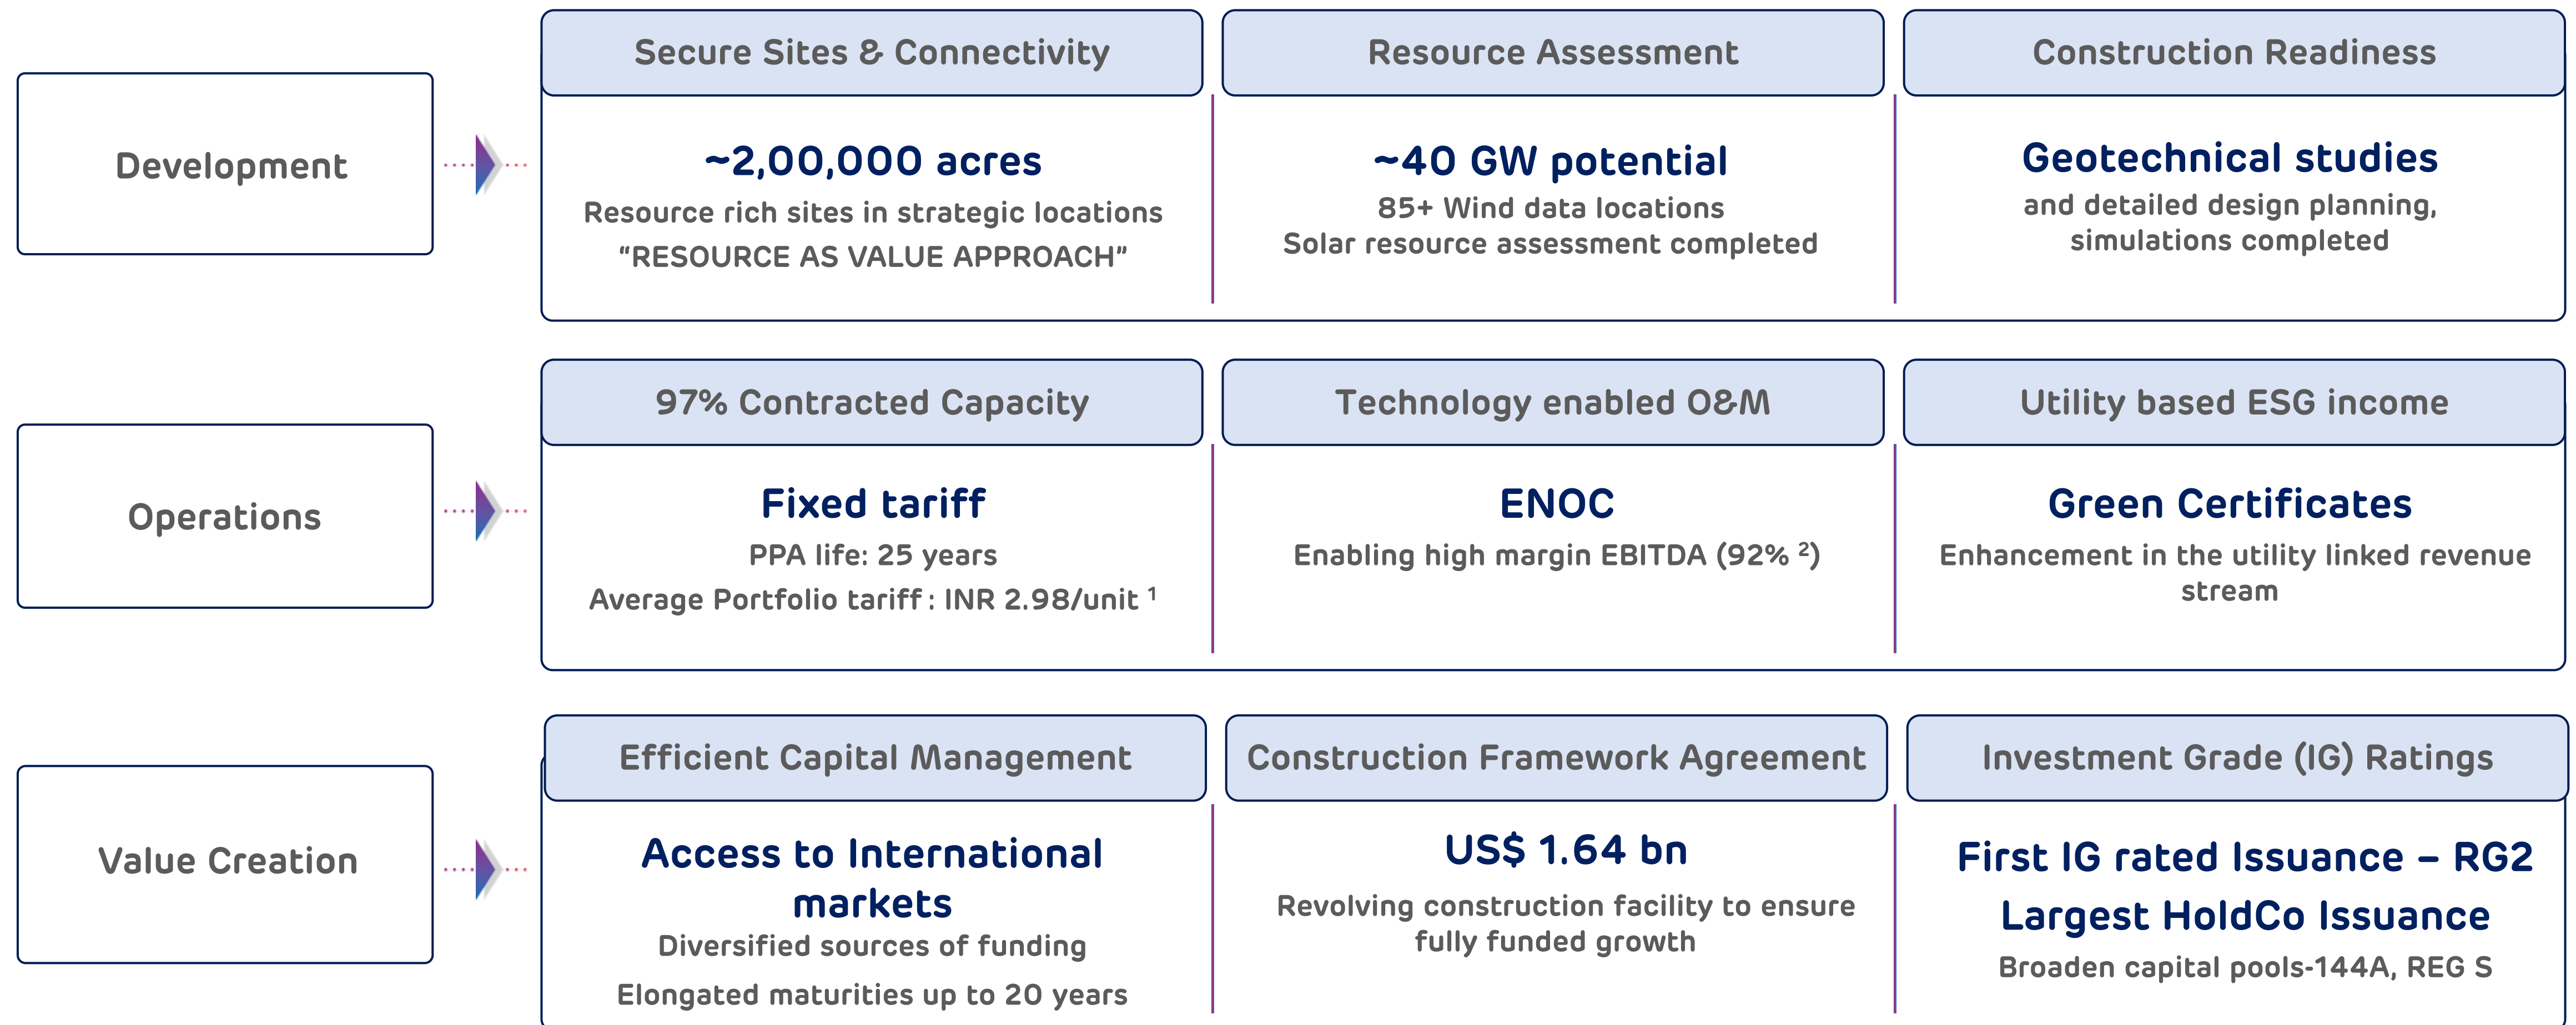 Development
Secure Sites & Connectivity
~2,00,000 acres
Resource rich sites in strategic locations
“RESOURCE AS VALUE APPROACH”
Resource Assessment
~40 GW potential
85+ Wind data locations
Solar resource assessment completed
Construction Readiness
Geotechnical studies
and detailed design planning,
simulations completed
Operations
97% Contracted Capacity
Fixed tariff
PPA life: 25 years
Average Portfolio tariff : INR 2.98/unit ¹
Technology enabled O&M
ENOC
Enabling high margin EBITDA (92% ²)
Utility based ESG income
Green Certificates
Enhancement in the utility linked revenue
stream
Value Creation
Efficient Capital Management
Access to International
markets
Diversified sources of funding
Elongated maturities up to 20 years
Construction Framework Agreement
US$ 1.64 bn
Revolving construction facility to ensure
fully funded growth
Investment Grade (IG) Ratings
First IG rated Issuance – RG2
Largest HoldCo Issuance
Broaden capital pools-144A, REG S